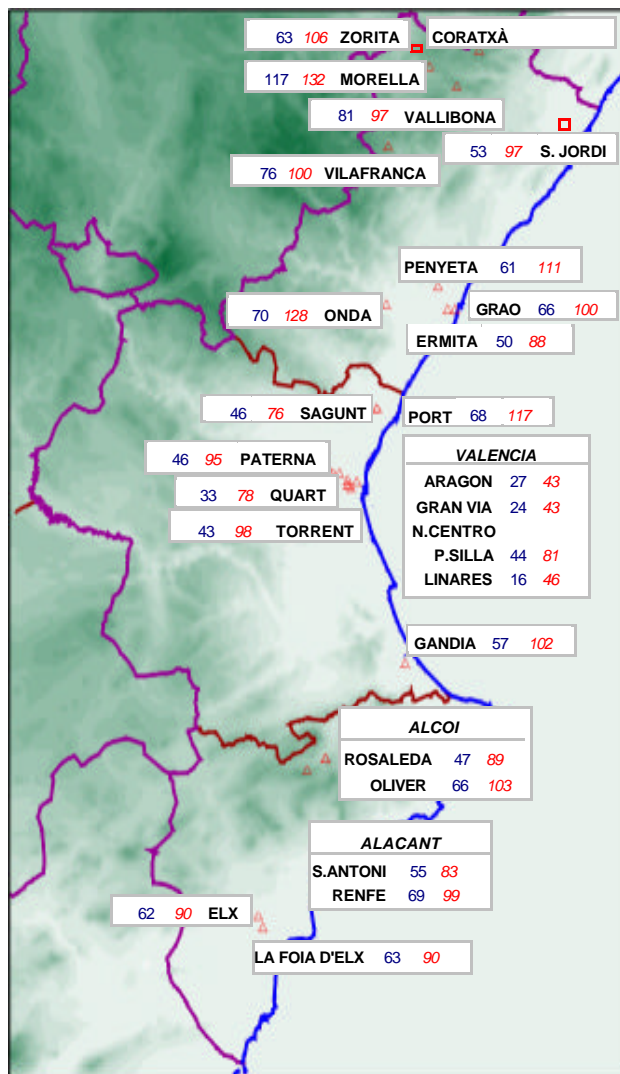 63 106 ZORITA
CORATXÀ
117 132 MORELLA
81 97 VALLIBONA
53 97 S. JORDI
76 100 VILAFRANCA
PENYETA 61 111
70 128 ONDA
GRAO 66 100
ERMITA 50 88
46 76 SAGUNT
PORT 68 117
46 95 PATERNA
33 78 QUART
43 98 TORRENT
VALENCIA
ARAGON 27 43
GRAN VIA 24 43
N.CENTRO
P.SILLA 44 81
LINARES 16 46
GANDIA 57 102
ALCOI
ROSALEDA 47 89
OLIVER 66 103
ALACANT
S.ANTONI 55 83
RENFE 69 99
62 90 ELX
LA FOIA D'ELX 63 90